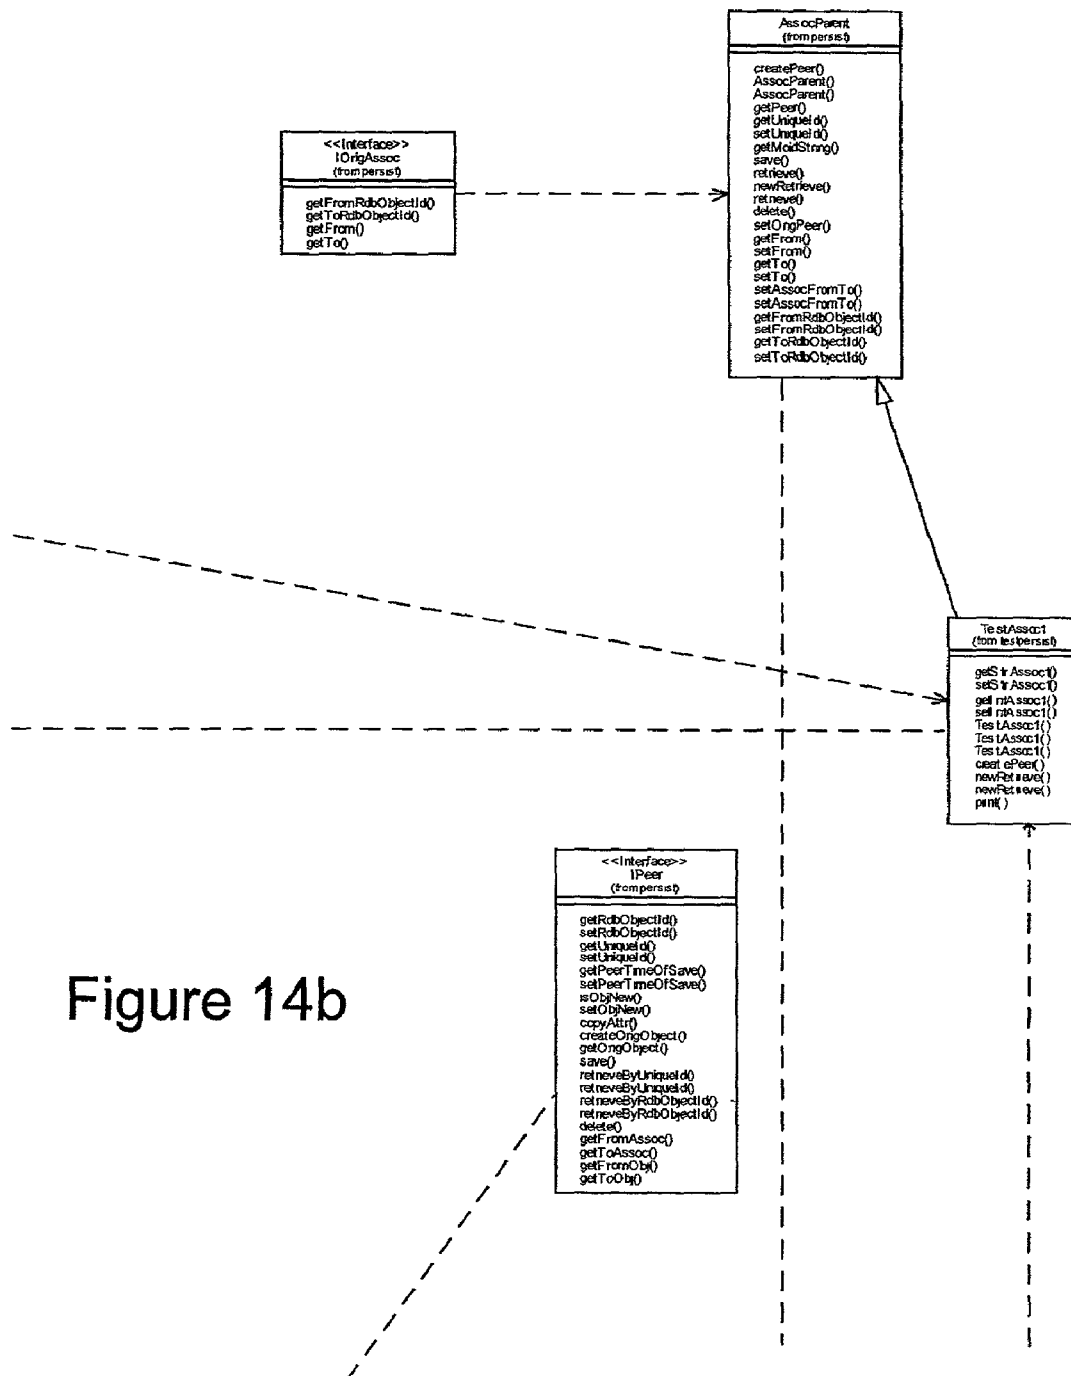 AssocParent
(from persist)
createPeer()
AssocParent()
AssocParent()
getPeer()
getUniqueId()
setUniqueId()
getMoidString()
save()
retrieve()
newRetrieve()
retrieve()
delete()
setOrigPeer()
getFrom()
setFrom()
getTo()
setTo()
setAssocFromTo()
setAssocFromTo()
getFromRdbObjectId()
setFromRdbObjectId()
getToRdbObjectId()
setToRdbObjectId()
<<Interface>>
IOrigAssoc
(from persist)
getFromRdbObjectId()
getToRdbObjectId()
getFrom()
getTo()
TestAssoc1
(from testpersist)
getStrAssoc1()
setStrAssoc1()
getIntAssoc1()
setIntAssoc1()
TestAssoc1()
TestAssoc1()
TestAssoc1()
createPeer()
newRetrieve()
newRetrieve()
print()
<<Interface>>
IPeer
(from persist)
getRdbObjectId()
setRdbObjectId()
getUniqueId()
setUniqueId()
getPeerTimeOfSave()
setPeerTimeOfSave()
isObjNew()
setObjNew()
copyAttr()
createOrigObject()
getOrigObject()
save()
retrieveByUniqueId()
retrieveByUniqueId()
retrieveByRdbObjectId()
retrieveByRdbObjectId()
delete()
getFromAssoc()
getToAssoc()
getFromObj()
getToObj()
Figure 14b